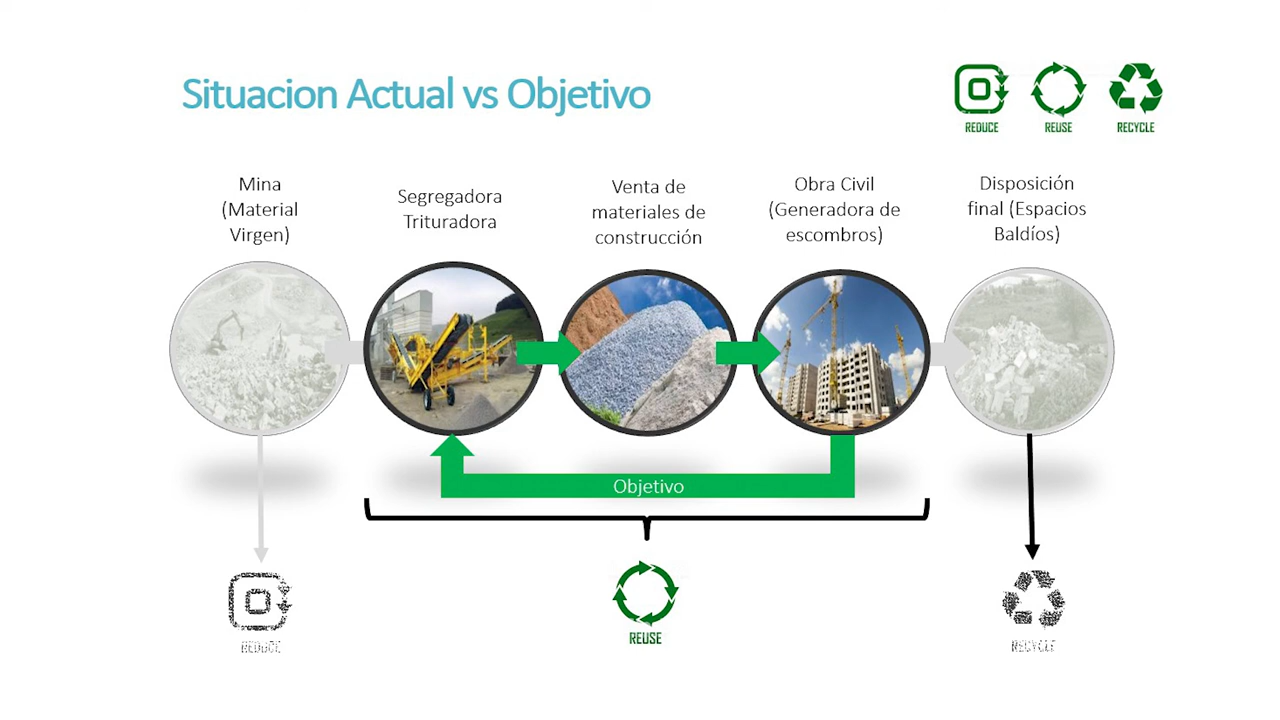 Situacion Actual vs Objetivo
REDUCE
REUSE
RECYCLE
Mina
(Material
Virgen)
Segregadora
Trituradora
Venta de
materiales de
construcción
Obra Civil
(Generadora de
escombros)
Disposición
final (Espacios
Baldíos)
Objetivo
REDUCE
REUSE
RECYCLE